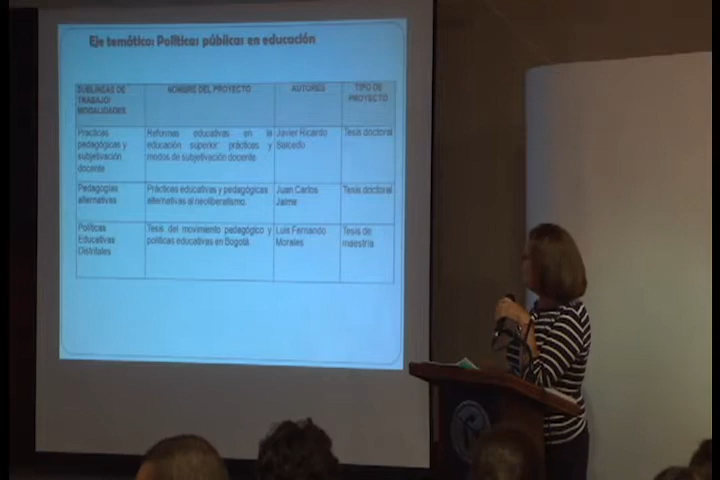 Eje temático: Políticas públicas en educación
SUBLÍNEAS DE TRABAJO/ MODALIDADES
NOMBRE DEL PROYECTO
AUTORES
TIPO DE PROYECTO
Prácticas pedagógicas y subjetivación docente
Reformas educativas en la educación superior: prácticas y modos de subjetivación docente
Javier Ricardo Salcedo
Tesis doctoral
Pedagogías alternativas
Prácticas educativas y pedagógicas alternativas al neoliberalismo.
Juan Carlos Jaime
Tesis doctoral
Políticas Educativas Distritales
Tesis del movimiento pedagógico y políticas educativas en Bogotá.
Luis Fernando Morales
Tesis de maestría